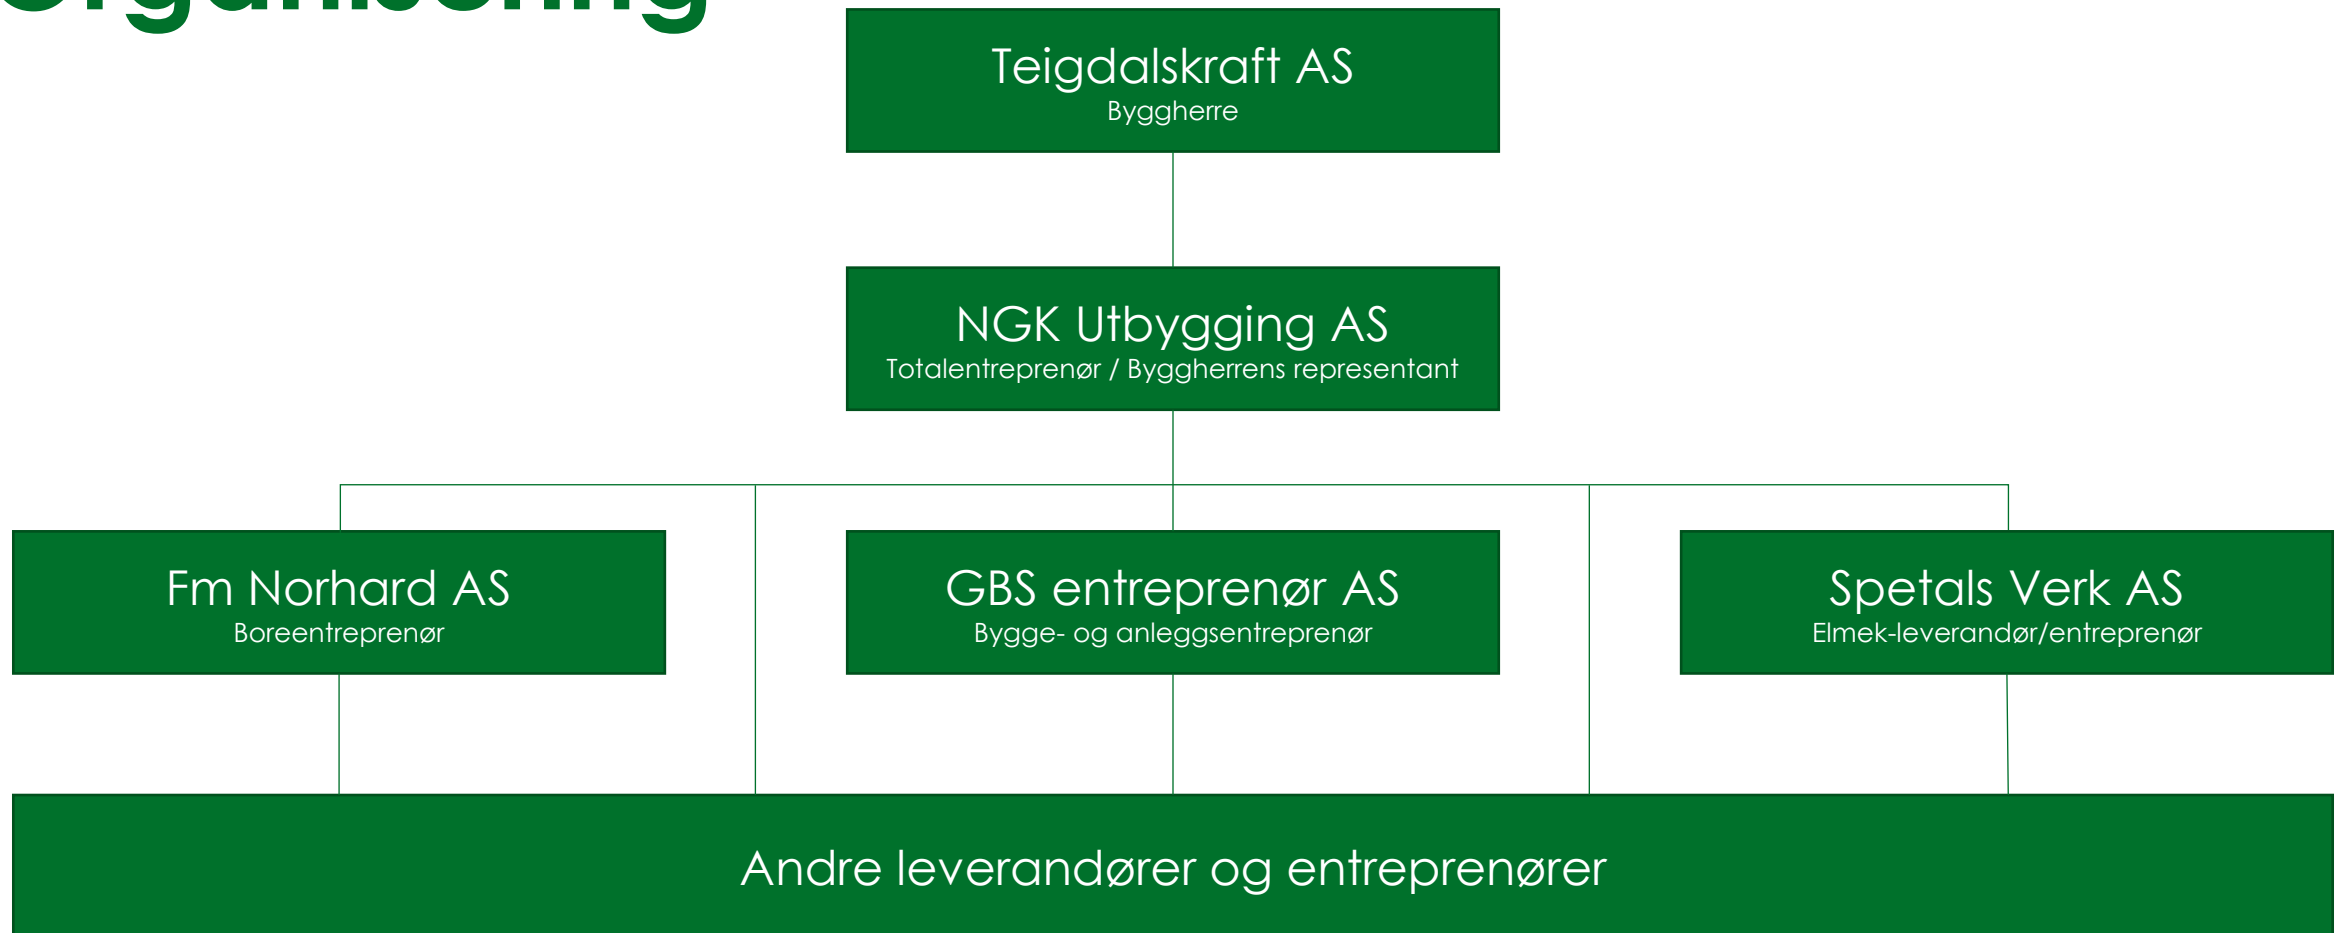 Organisering
Teigdalskraft AS
Byggherre
NGK Utbygging AS
Totalentreprenør / Byggherrens representant
Fm Norhard AS
Boreentreprenør
GBS entreprenør AS
Bygge- og anleggsentreprenør
Spetals Verk AS
Elmek-leverandør/entreprenør
Andre leverandører og entreprenører